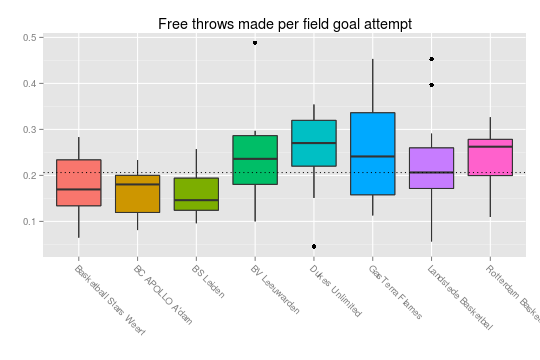 Free throws made per field goal attempt
0.5
0.4
0.3
0.2
0.1
Basketball Stars Weert
BC APOLLO A'dam
BS Leiden
BV Leeuwarden
Dukes Unlimited
GasTerra Flames
Landstede Basketbal
Rotterdam Baske